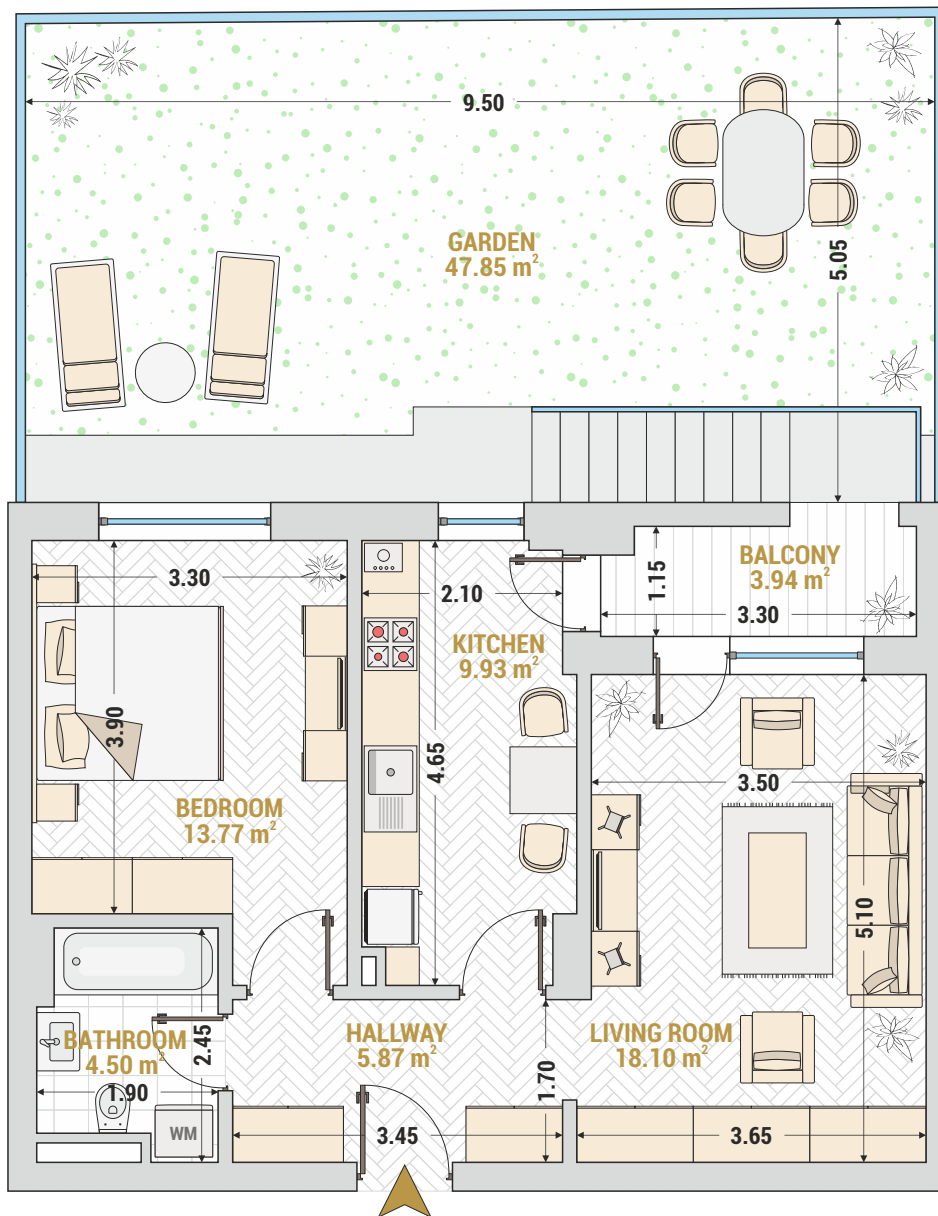 9.50
GARDEN
47.85 m²
5.05
3.30
2.10
1.15
BALCONY
3.94 m²
3.30
KITCHEN
9.93 m²
3.90
4.65
3.50
BEDROOM
13.77 m²
5.10
BATHROOM
4.50 m²
2.45
1.90
HALLWAY
5.87 m²
LIVING ROOM
18.10 m²
1.70
WM
3.45
3.65